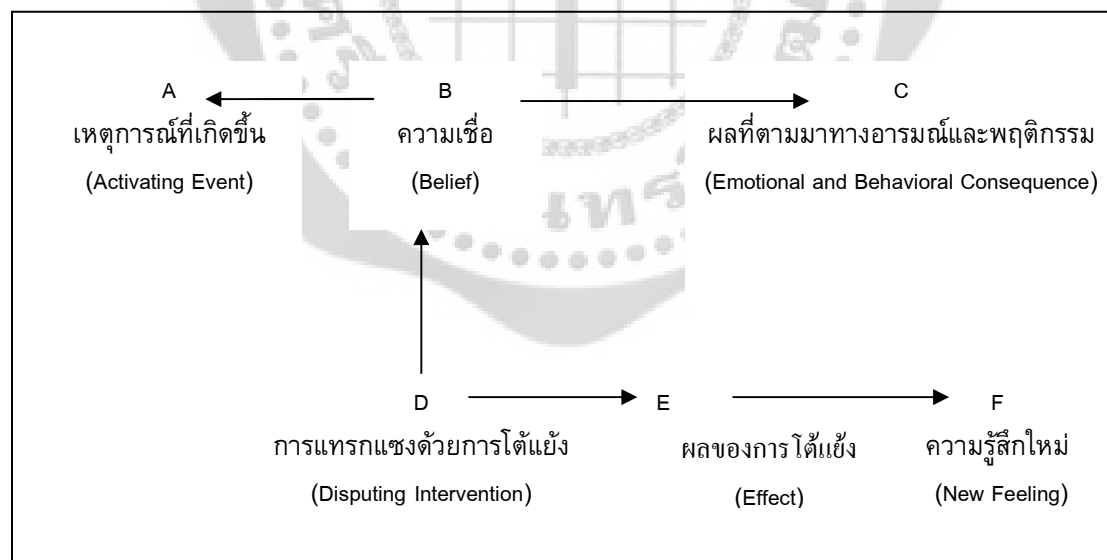 A B C
เหตุการณ์ที่เกิดขึ้น ความเชื่อ ผลที่ตามมาทางอารมณ์และพฤติกรรม
(Activating Event) (Belief) (Emotional and Behavioral Consequence)
D E F
การแทรกแซงด้วยการโต้แย้ง ผลของการโต้แย้ง ความรู้สึกใหม่
(Disputing Intervention) (Effect) (New Feeling)